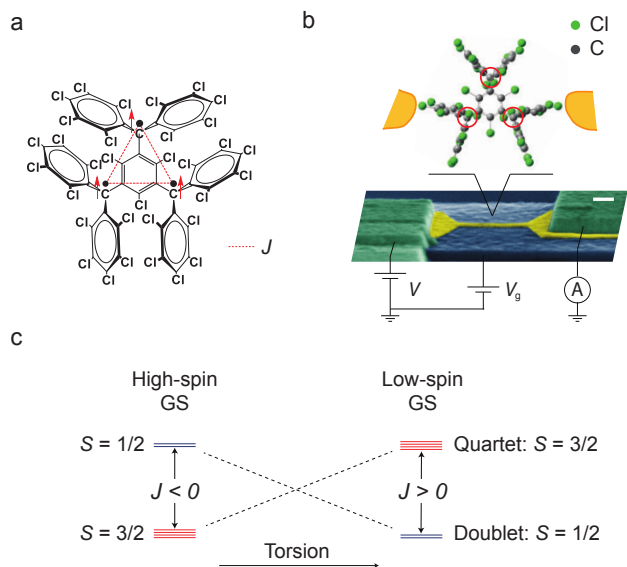 a
Cl
Cl Cl Cl
Cl Cl
Cl Cl Cl
Cl Cl
C
Cl Cl Cl Cl
Cl Cl Cl Cl
Cl Cl
C C
Cl Cl Cl
Cl Cl Cl Cl
Cl Cl Cl Cl
Cl Cl
J
b
Cl
C
V
Vg
A
c
High-spin
GS
Low-spin
GS
S = 1/2
Quartet: S = 3/2
J < 0
J > 0
S = 3/2
Doublet: S = 1/2
Torsion